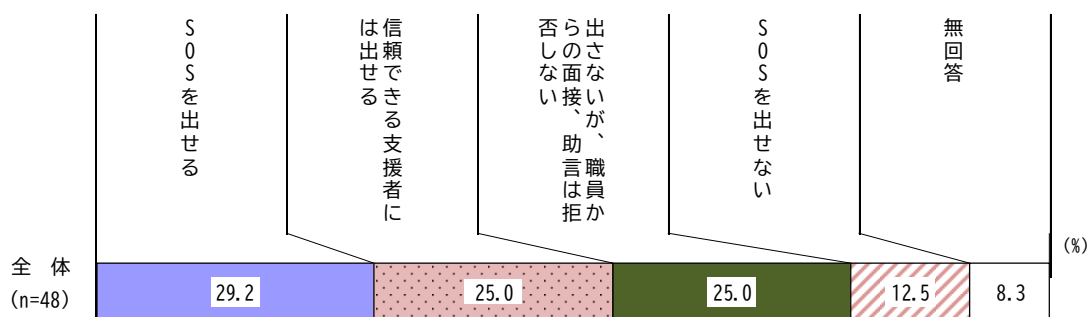 SOSを出せる
信頼できる支援者に
は出せる
出さないが、職員か
らの面接、助言は拒
否しない
SOSを出せない
無回答
(%)
全 体
(n=48)
29.2
25.0
25.0
12.5
8.3